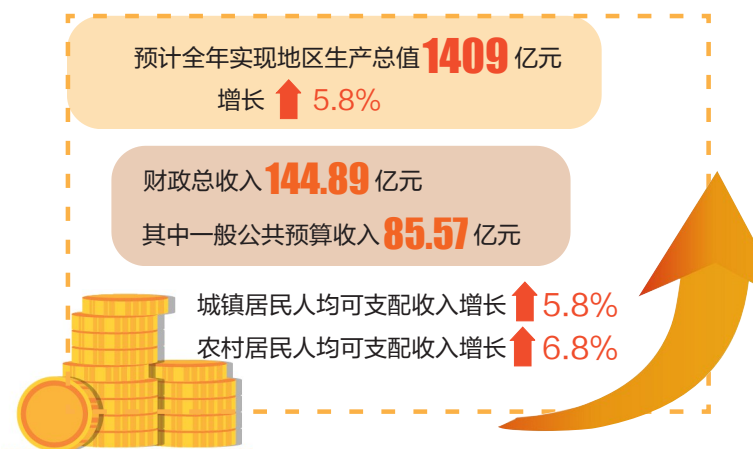 预计全年实现地区生产总值1409亿元
增长 5.8%
财政总收入144.89亿元
其中一般公共预算收入85.57亿元
城镇居民人均可支配收入增长 5.8%
农村居民人均可支配收入增长 6.8%